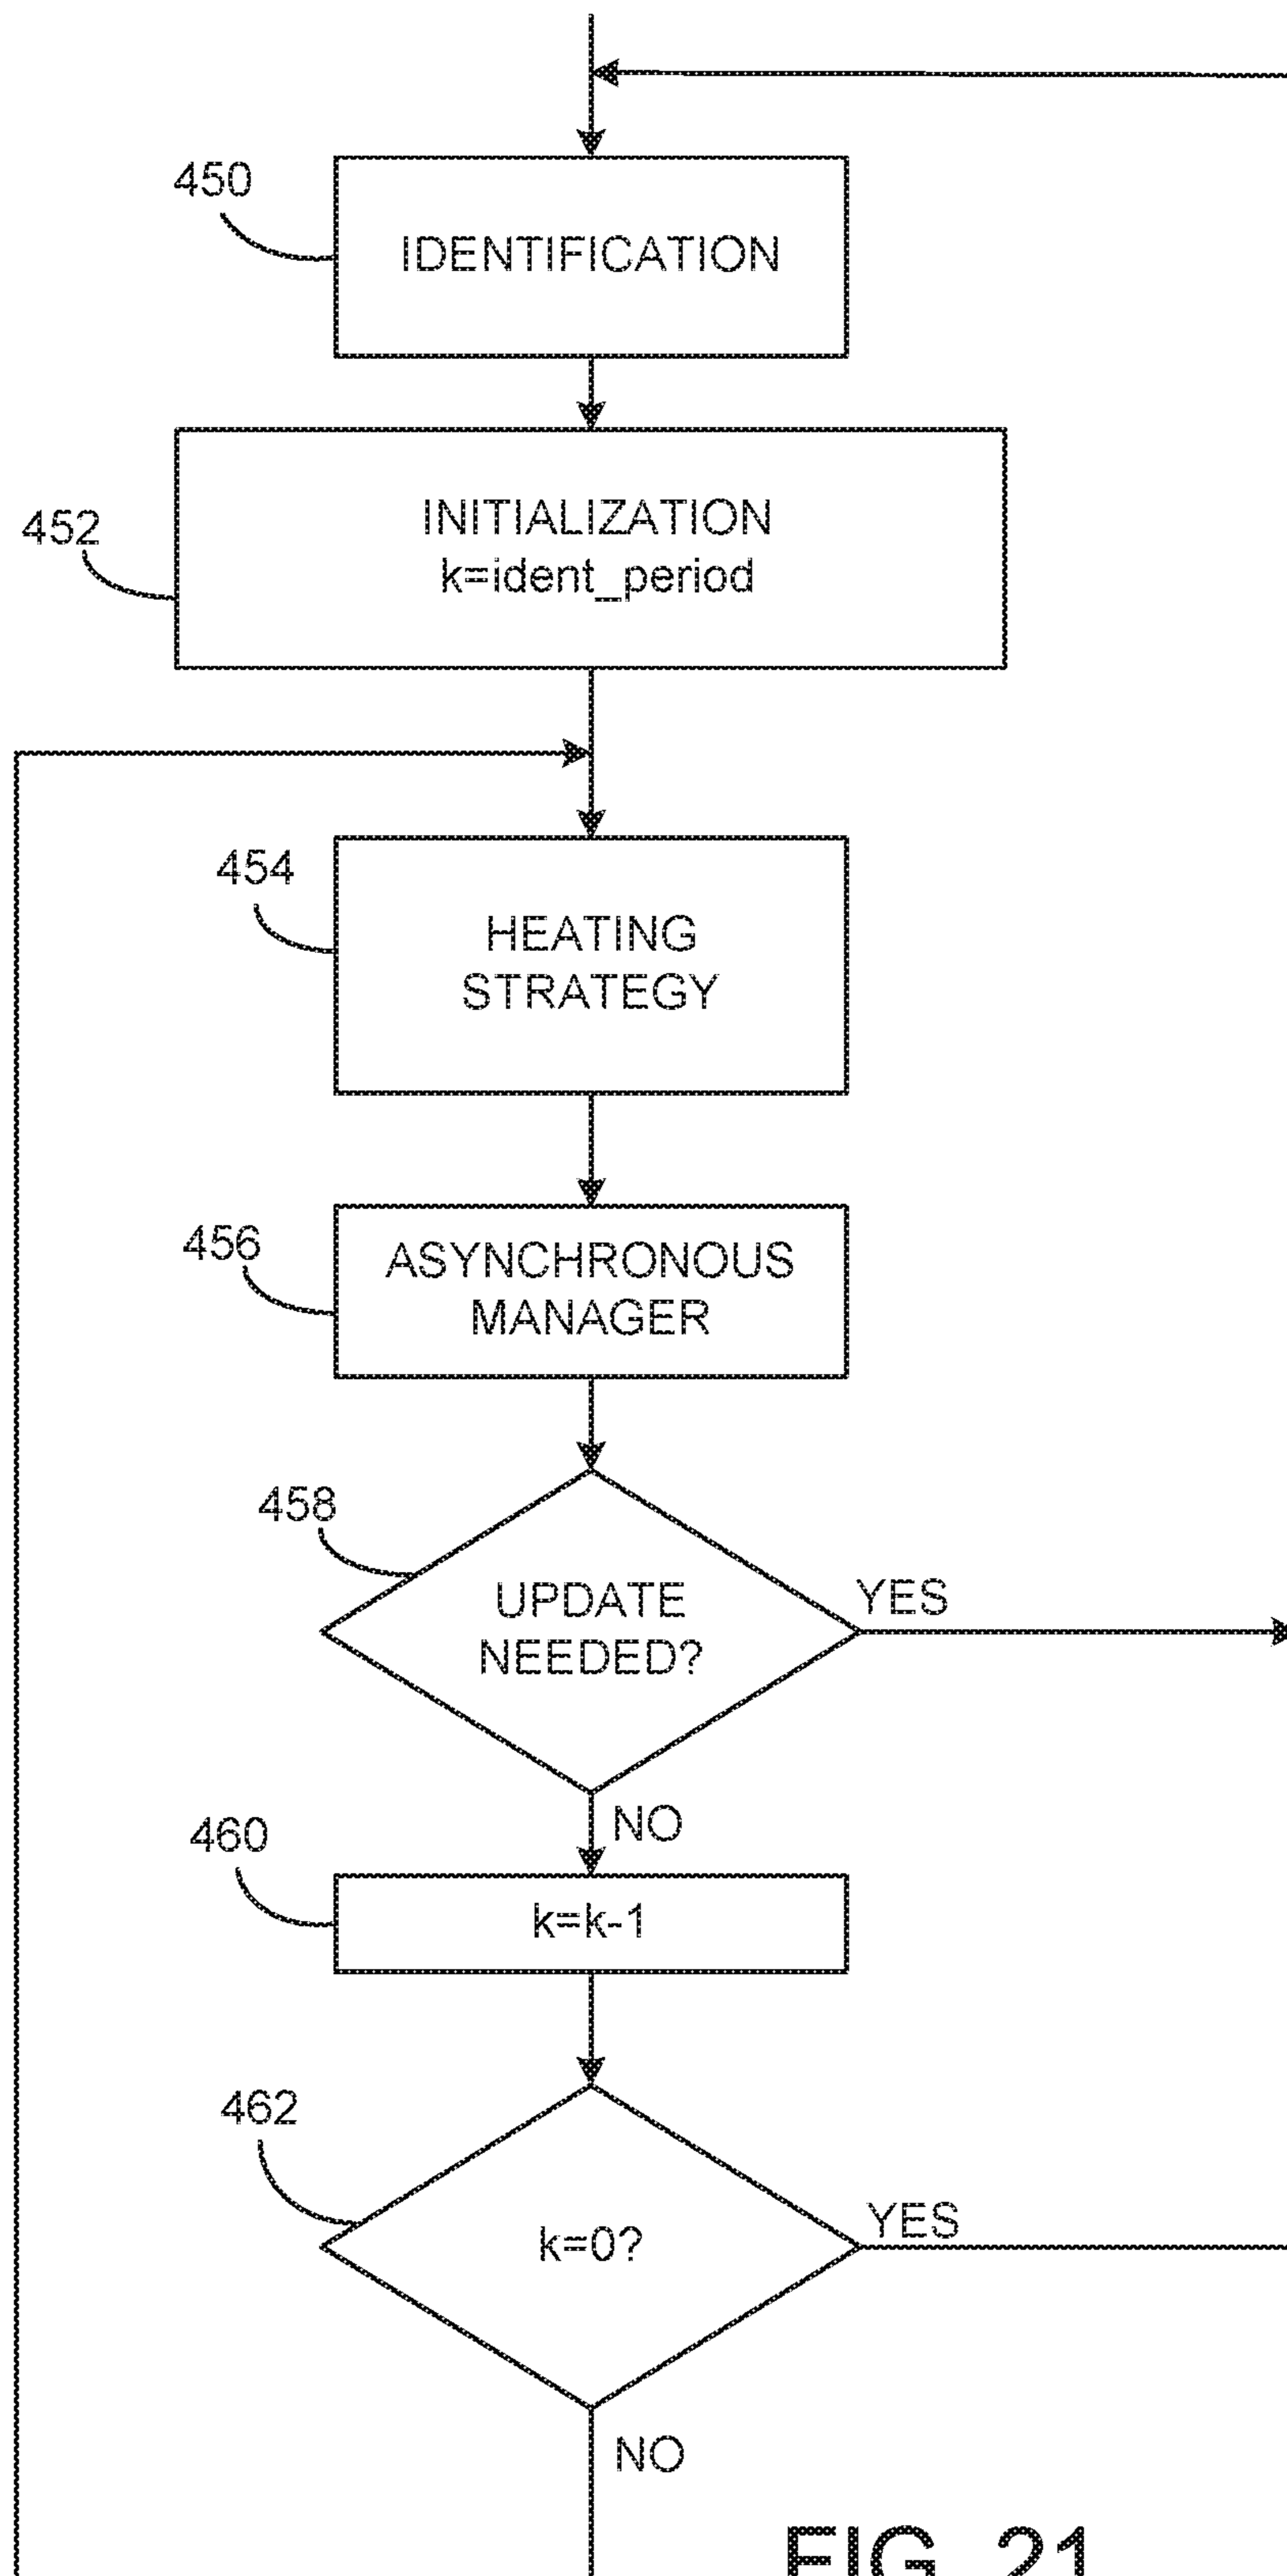 450
IDENTIFICATION
452
INITIALIZATION
k=ident_period
454
HEATING
STRATEGY
456
ASYNCHRONOUS
MANAGER
458
UPDATE
NEEDED?
YES
NO
460
k=k-1
462
k=0?
YES
NO
FIG. 21